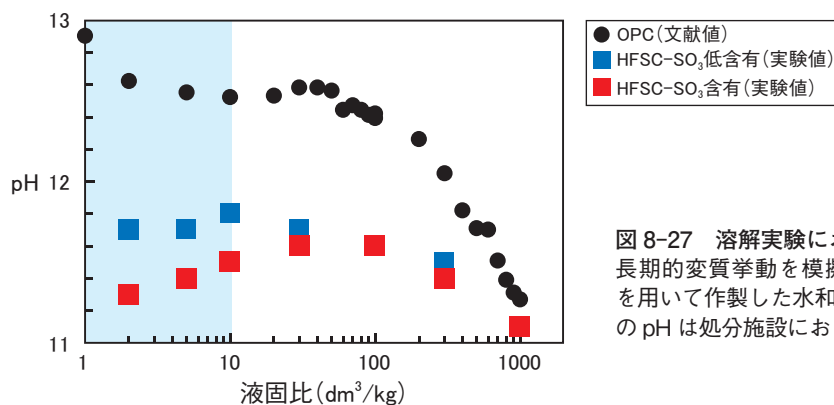 13
12
11
pH
1
10
100
1000
液固比(dm³/kg)
● OPC(文献値)
■ HFSC-SO₃低含有(実験値)
■ HFSC-SO₃含有(実験値)
図 8-27 溶解実験にお
長期的変質挙動を模擬
を用いて作製した水和
の pH は処分施設にお